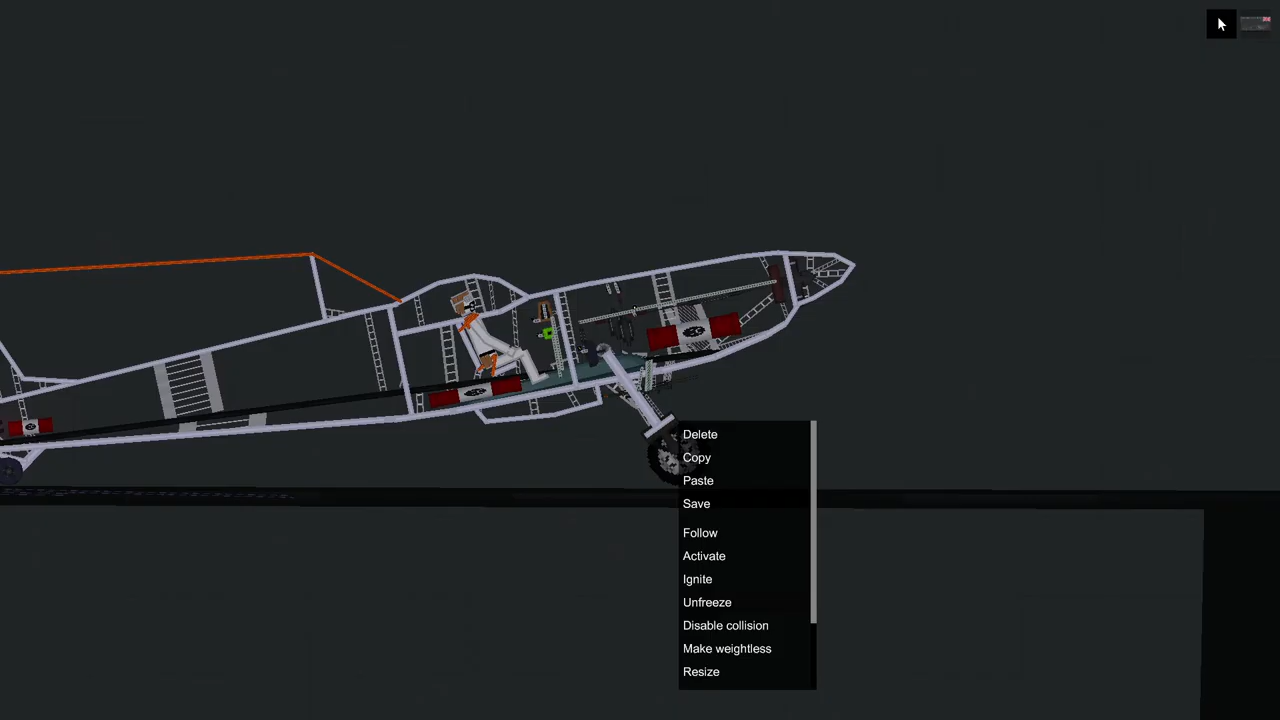 Delete
Copy
Paste
Save
Follow
Activate
Ignite
Unfreeze
Disable collision
Make weightless
Resize